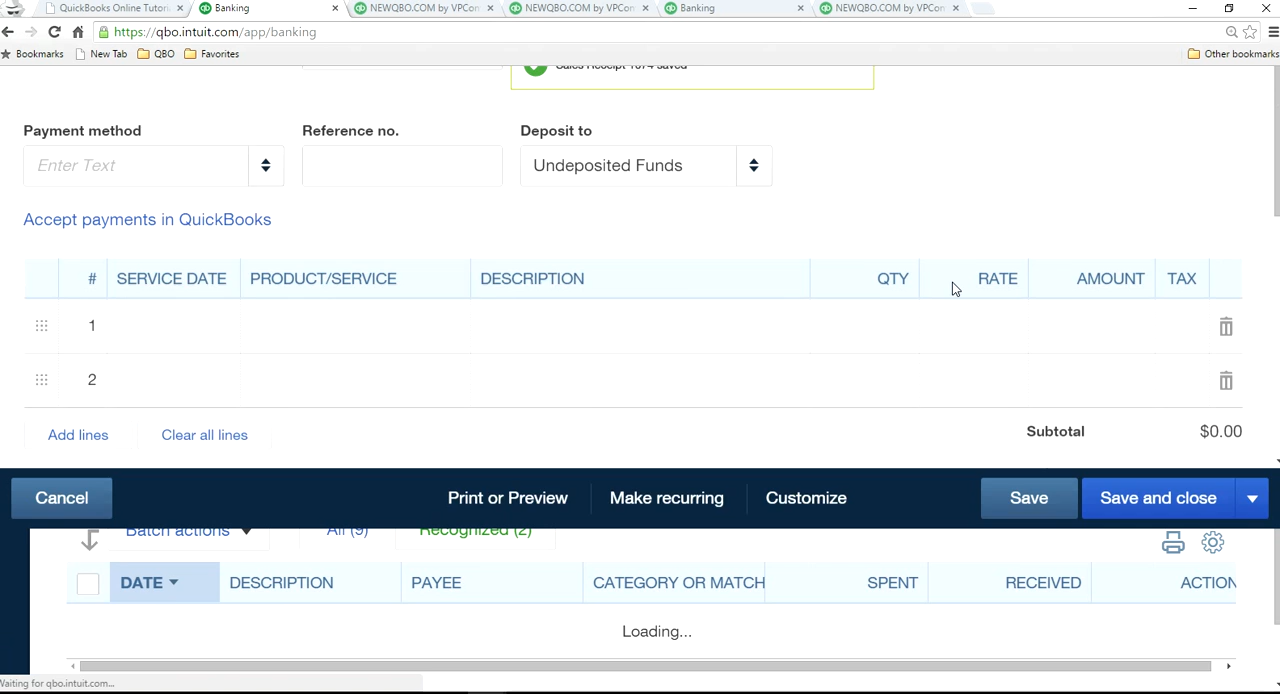 QuickBooks Online Tutori
Banking
NEWQBO.COM by VPCon
NEWQBO.COM by VPCon
Banking
NEWQBO.COM by VPCon
https://qbo.intuit.com/app/banking
Bookmarks
New Tab
QBO
Favorites
Other bookmarks
Sales Receipt 1074 saved
Payment method
Reference no.
Deposit to
Enter Text
Undeposited Funds
Accept payments in QuickBooks
# SERVICE DATE PRODUCT/SERVICE DESCRIPTION QTY RATE AMOUNT TAX
1
2
Add lines
Clear all lines
Subtotal
$0.00
Cancel
Print or Preview
Make recurring
Customize
Save
Save and close
Batch actions
All (9)
Recognized (2)
DATE DESCRIPTION PAYEE CATEGORY OR MATCH SPENT RECEIVED ACTION
Loading...
Waiting for qbo.intuit.com...